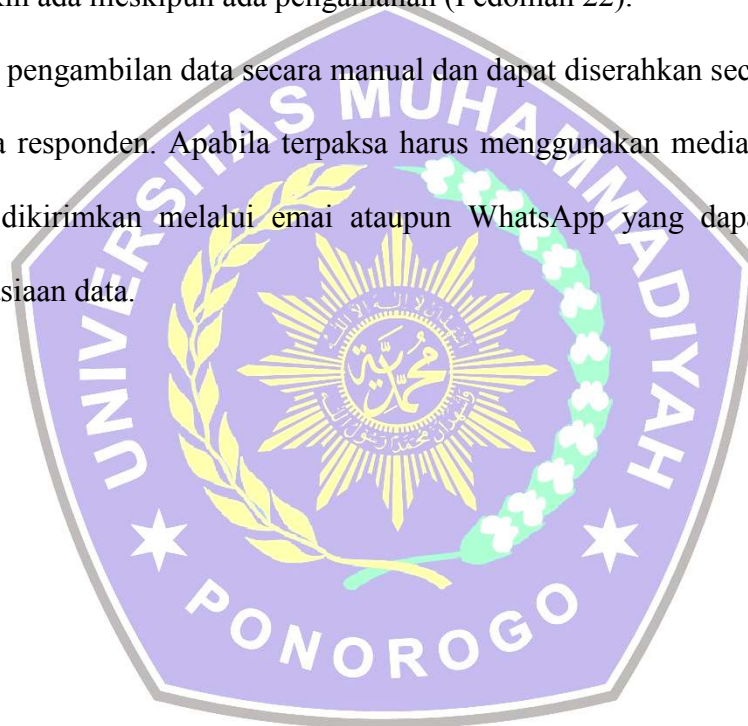 kin ada meskipun ada pengamanan (Pedoman 22).
pengambilan data secara manual dan dapat diserahkan sec
a responden. Apabila terpaksa harus menggunakan media
dikirimkan melalui emai ataupun WhatsApp yang dapa
siaan data.
UNIVERSITAS MUHAMMADIYAH
محمدية
PONOROGO